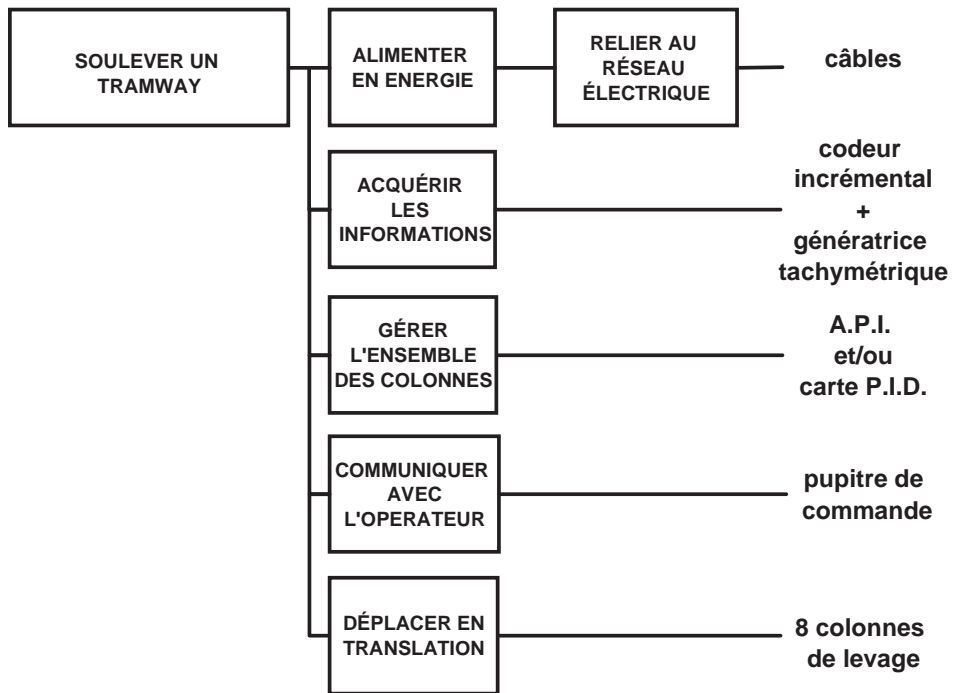 SOULEVER UN
TRAMWAY
ALIMENTER
EN ENERGIE
RELIER AU
RÉSEAU
ÉLECTRIQUE
câbles
ACQUÉRIR
LES
INFORMATIONS
codeur
incrémental
+
génératrice
tachymétrique
GÉRER
L'ENSEMBLE
DES COLONNES
A.P.I.
et/ou
carte P.I.D.
COMMUNIQUER
AVEC
L'OPERATEUR
pupitre de
commande
DÉPLACER EN
TRANSLATION
8 colonnes
de levage